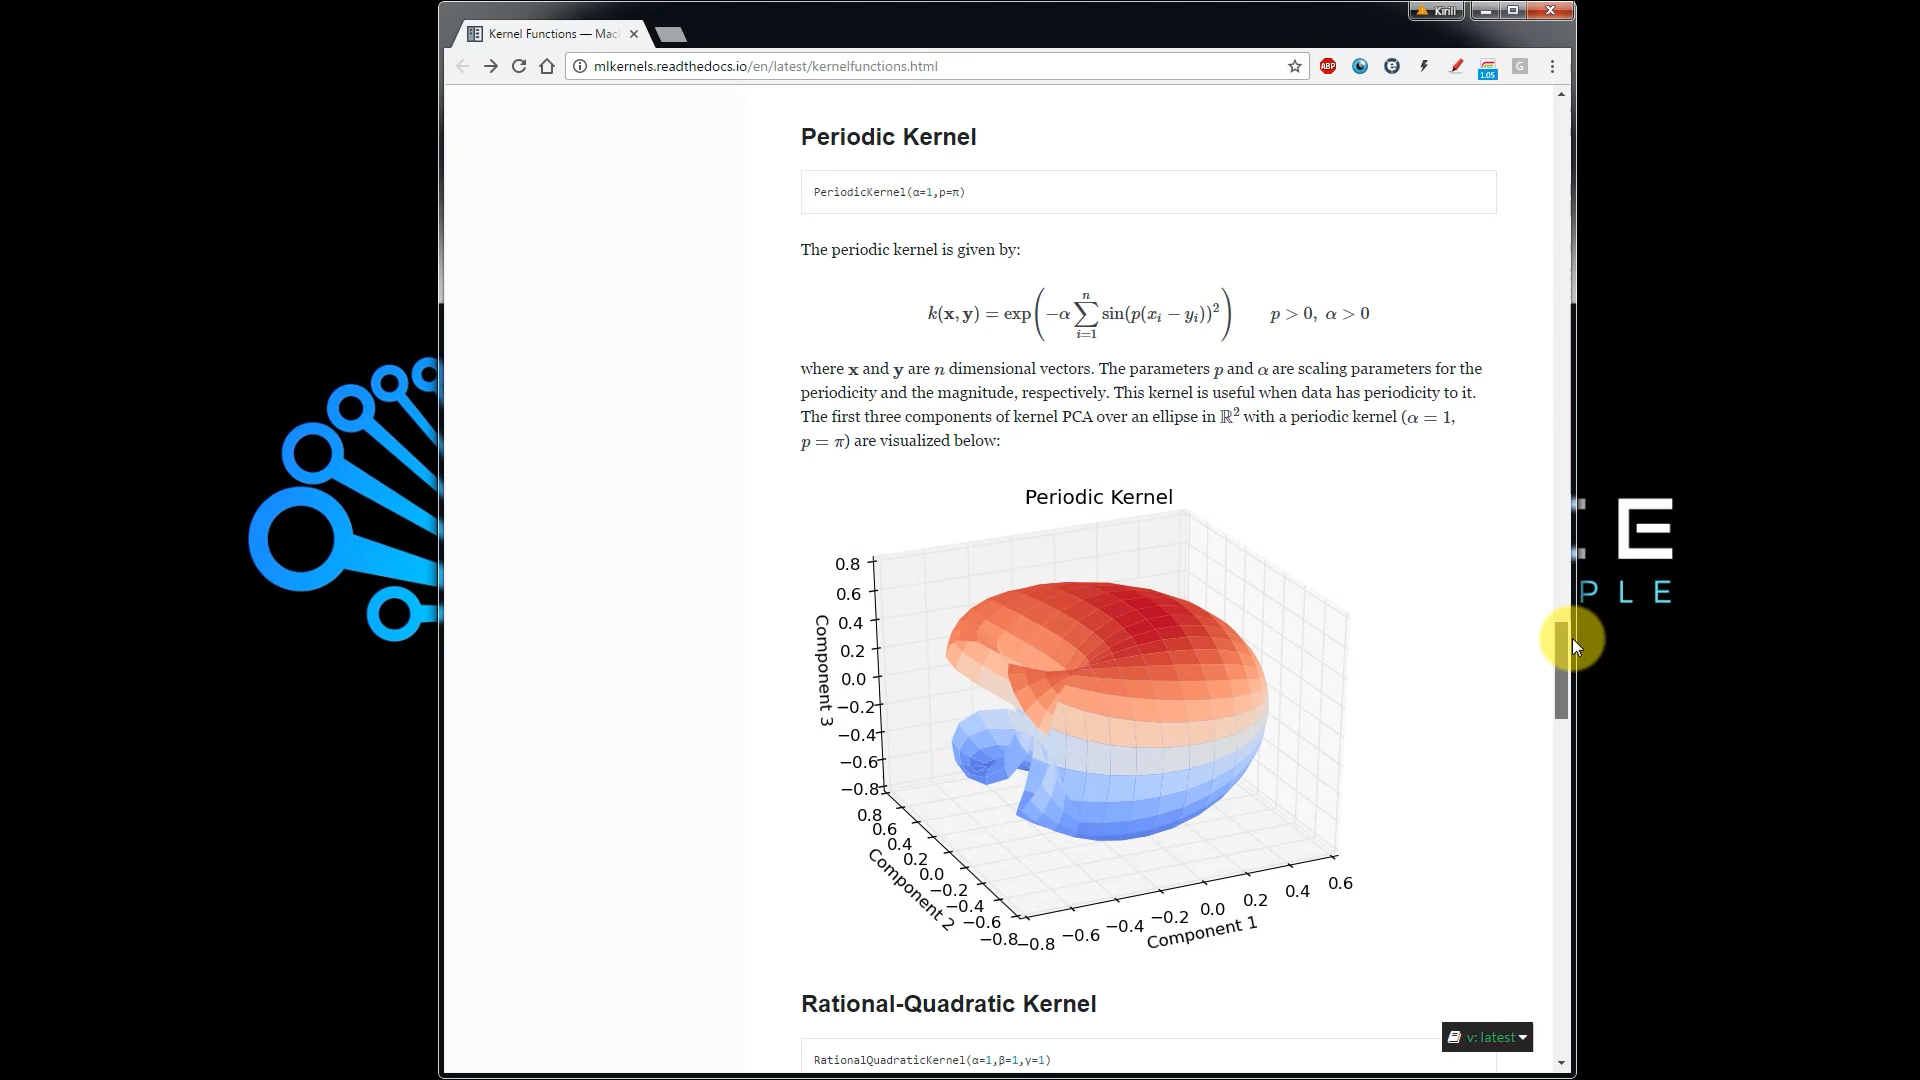 Kirill
Kernel Functions — Mac
mlkernels.readthedocs.io/en/latest/kernelfunctions.html
ABP
1.05
G
Periodic Kernel
PeriodicKernel(α=1,p=π)
The periodic kernel is given by:
k(x, y) = exp(−α ∑ⁿᵢ₌₁ sin(p(xᵢ − yᵢ))²)    p > 0, α > 0
where x and y are n dimensional vectors. The parameters p and α are scaling parameters for the
periodicity and the magnitude, respectively. This kernel is useful when data has periodicity to it.
The first three components of kernel PCA over an ellipse in ℝ² with a periodic kernel (α = 1,
p = π) are visualized below:
Periodic Kernel
0.8
0.6
0.4
0.2
0.0
−0.2
−0.4
−0.6
−0.8
Component 3
0.8
0.6
0.4
0.2
0.0
−0.2
−0.4
−0.6
−0.8
Component 2
−0.8
−0.6
−0.4
−0.2
0.0
0.2
0.4
0.6
Component 1
Rational-Quadratic Kernel
RationalQuadraticKernel(α=1,β=1,γ=1)
v: latest
E
PLE